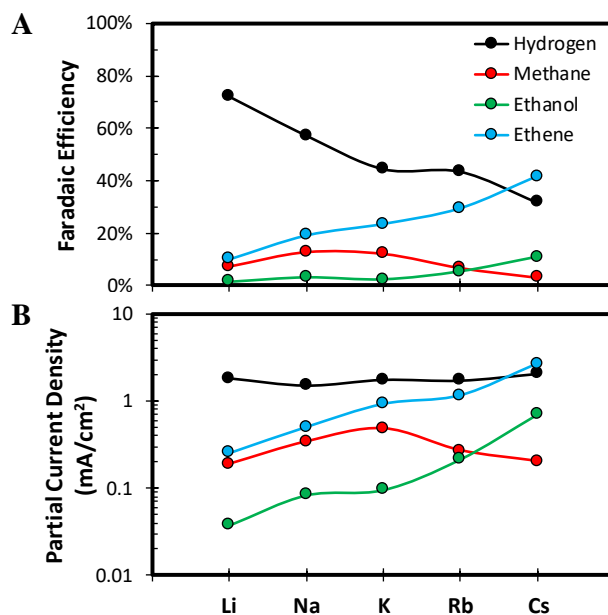 A
100%
80%
60%
40%
20%
0%
Faradaic Efficiency
Hydrogen
Methane
Ethanol
Ethene
B
10
1
0.1
0.01
Partial Current Density
(mA/cm²)
Li Na K Rb Cs